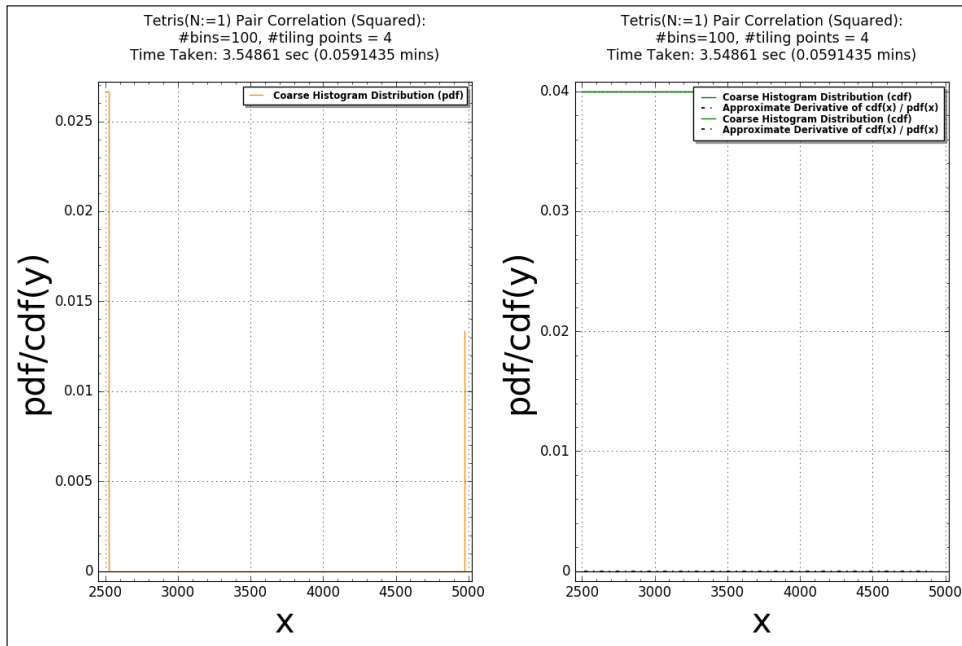 Tetris(N:=1) Pair Correlation (Squared):
#bins=100, #tiling points = 4
Time Taken: 3.54861 sec (0.0591435 mins)
Coarse Histogram Distribution (pdf)
0.025
0.02
0.015
0.01
0.005
0
pdf/cdf(y)
2500 3000 3500 4000 4500 5000
x
Tetris(N:=1) Pair Correlation (Squared):
#bins=100, #tiling points = 4
Time Taken: 3.54861 sec (0.0591435 mins)
Coarse Histogram Distribution (cdf)
Approximate Derivative of cdf(x) / pdf(x)
Coarse Histogram Distribution (cdf)
Approximate Derivative of cdf(x) / pdf(x)
0.04
0.03
0.02
0.01
0
pdf/cdf(y)
2500 3000 3500 4000 4500 5000
x